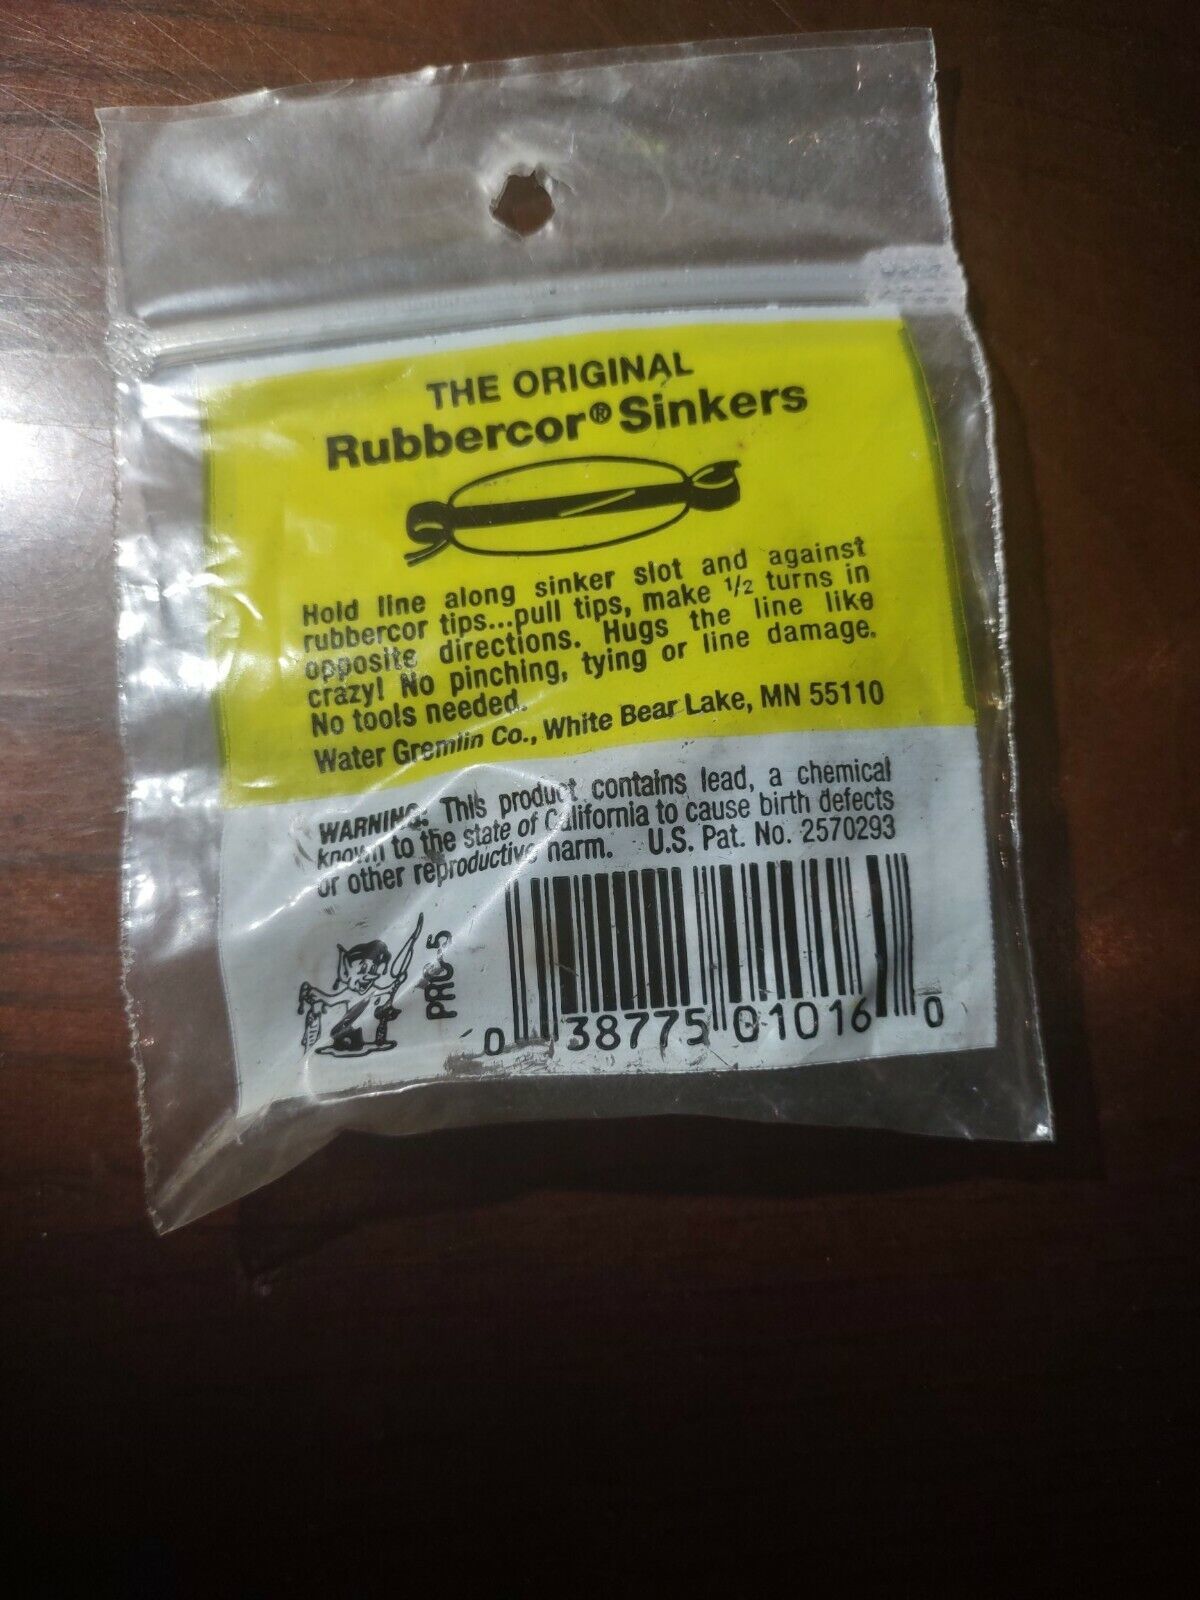 THE ORIGINAL
Rubbercor® Sinkers
Hold line along sinker slot and against
rubbercor tips...pull tips, make 1/2 turns in
opposite directions. Hugs the line like
crazy! No pinching, tying or line damage.
No tools needed.
Water Gremlin Co., White Bear Lake, MN 55110
WARNING: This product contains lead, a chemical
known to the state of California to cause birth defects
or other reproductive harm. U.S. Pat. No. 2570293
PRC-5
0 38775 01016 0